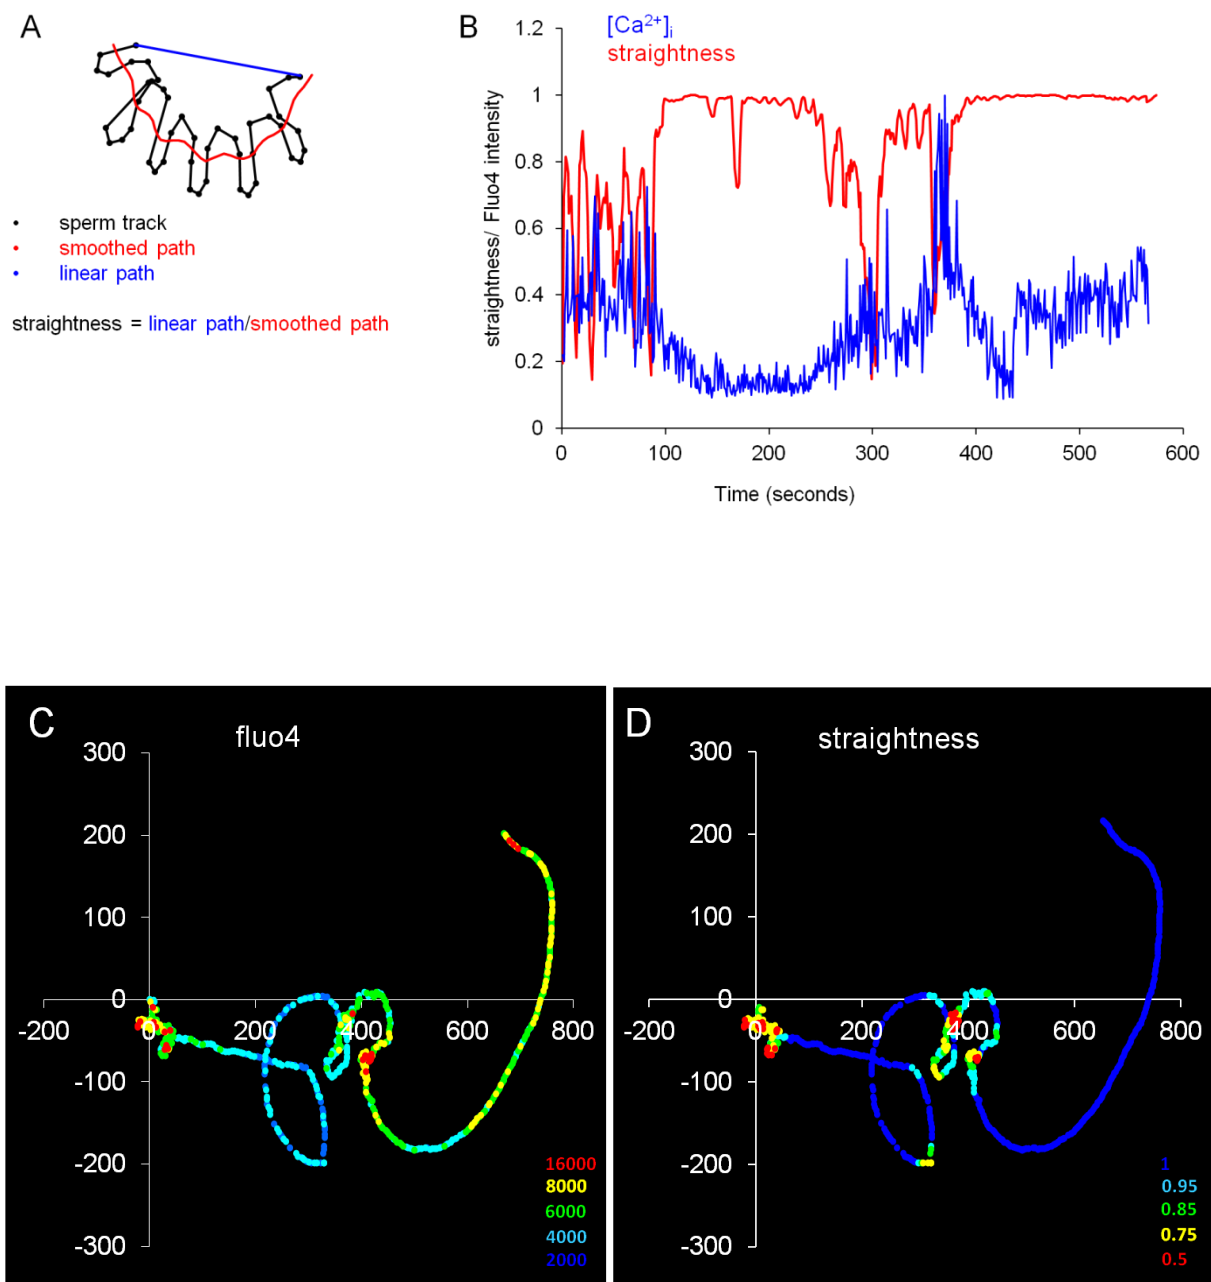 A
• sperm track
• smoothed path
• linear path
straightness = linear path/smoothed path
B
[Ca²⁺]ᵢ
straightness
straightness/ Fluo4 intensity
1.2
1
0.8
0.6
0.4
0.2
0
0 100 200 300 400 500 600
Time (seconds)
C
fluo4
300
200
100
0
-100
-200
-300
-200 0 200 400 600 800
16000
8000
6000
4000
2000
D
straightness
300
200
100
0
-100
-200
-300
-200 0 200 400 600 800
1
0.95
0.85
0.75
0.5